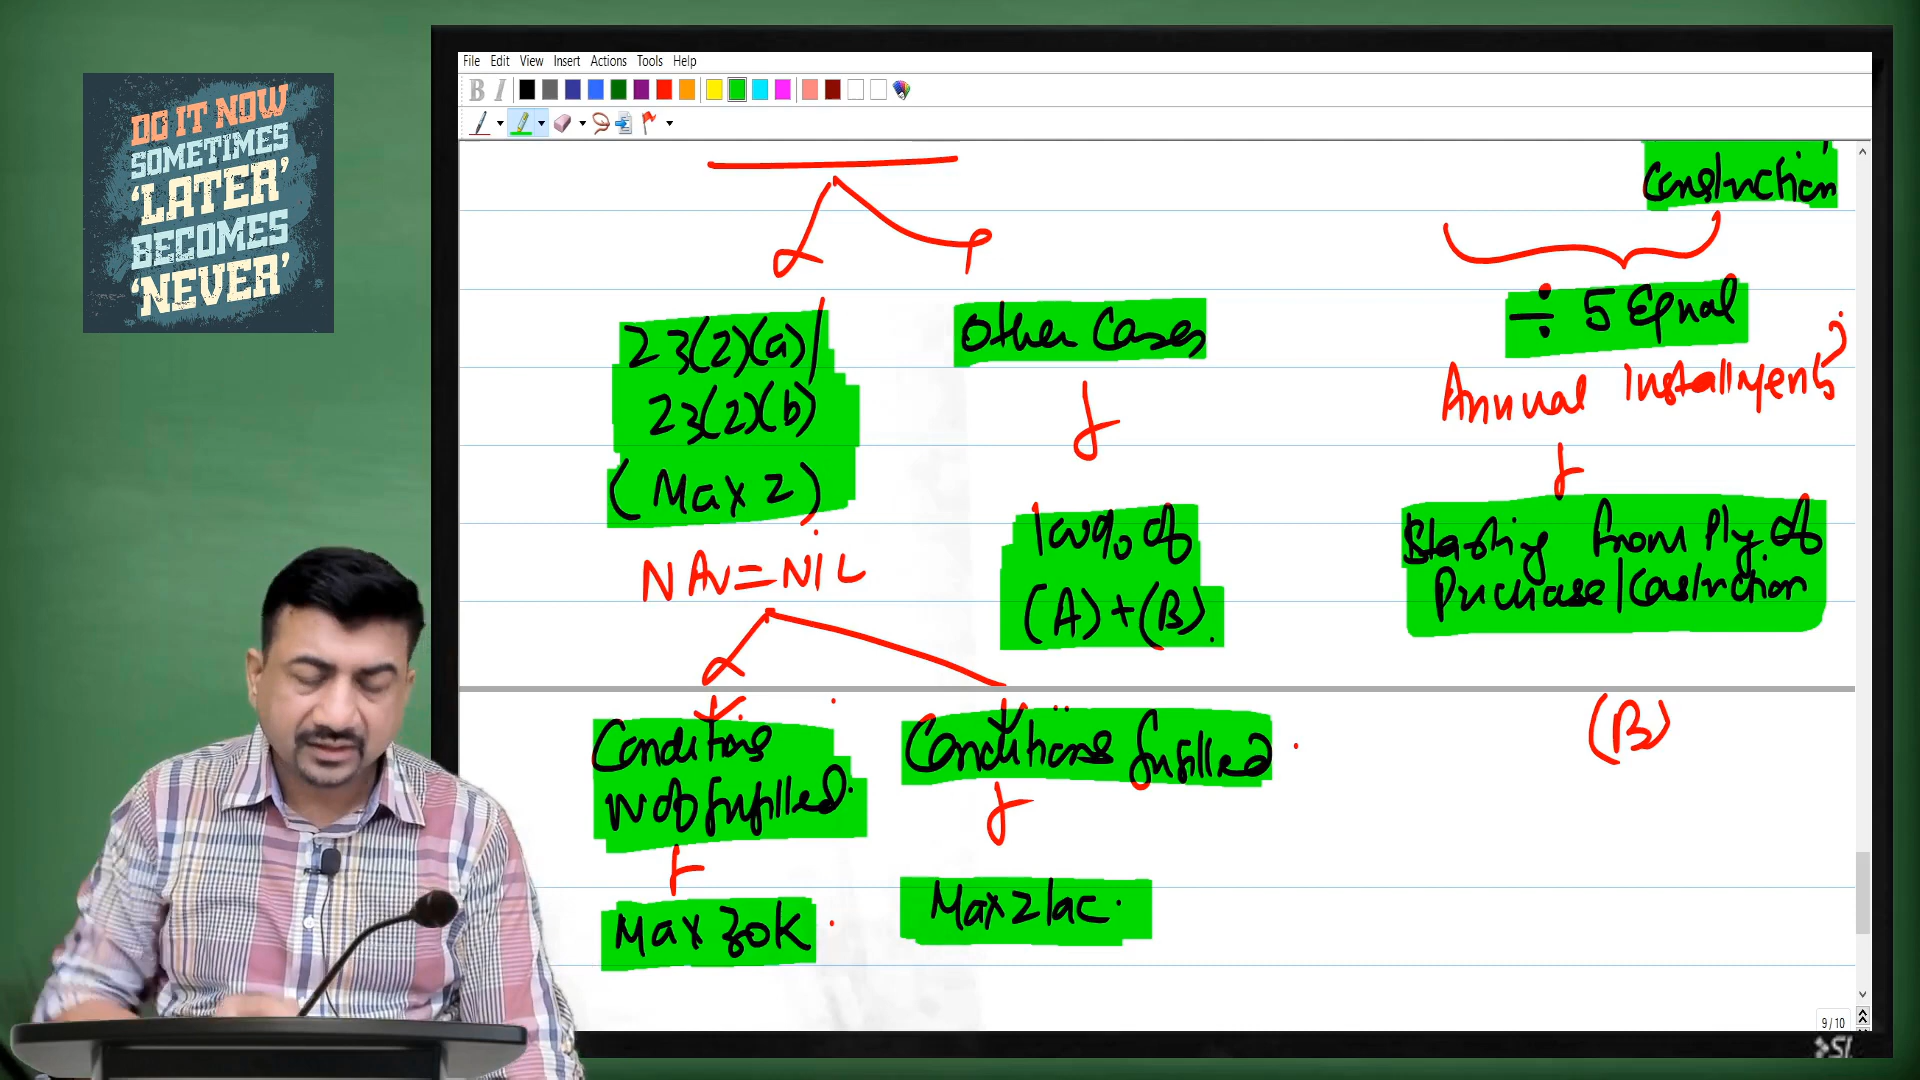 DO IT NOW
SOMETIMES
'LATER'
BECOMES
'NEVER'
File Edit View Insert Actions Tools Help
B I
Construction
23(2)(a)/
23(2)(b)
(Max 2)
NAV=NIL
Other Cases
100% of
(A)+(B).
÷ 5 Equal
Annual Installments
Starting from P/y. of
Purchase/Construction
(B)
Conditions
Not fulfilled.
Max 30K
Conditions fulfilled
Max 2 lac.
9/10